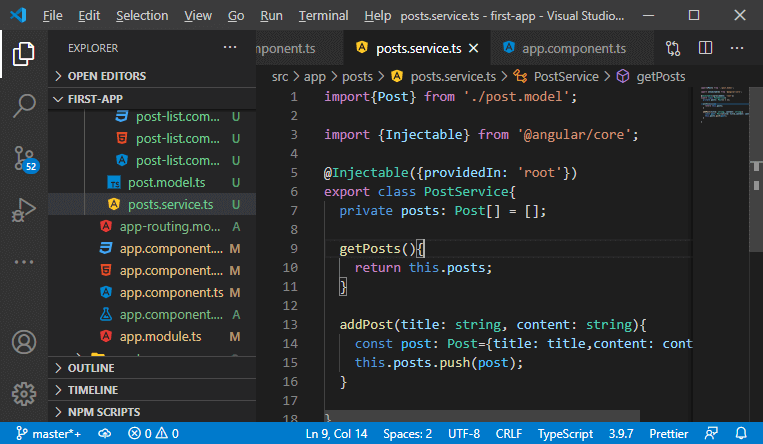 File Edit Selection View Go Run Terminal Help posts.service.ts - first-app - Visual Studio...
EXPLORER
OPEN EDITORS
FIRST-APP
post-list.com... U
post-list.com... U
post-list.com... U
TS post.model.ts U
posts.service.ts U
app-routing.mo... A
app.component.... M
app.component.... M
app.component.ts M
app.component.... M
app.module.ts M
OUTLINE
TIMELINE
NPM SCRIPTS
52
mponent.ts posts.service.ts app.component.ts
src > app > posts > posts.service.ts > PostService > getPosts
1 import{Post} from './post.model';
2
3 import {Injectable} from '@angular/core';
4
5 @Injectable({providedIn: 'root'})
6 export class PostService{
7 private posts: Post[] = [];
8
9 getPosts(){
10 return this.posts;
11 }
12
13 addPost(title: string, content: string){
14 const post: Post={title: title,content: cont
15 this.posts.push(post);
16 }
17
18 }
master*+ 0 0 Ln 9, Col 14 Spaces: 2 UTF-8 CRLF TypeScript 3.9.7 Prettier